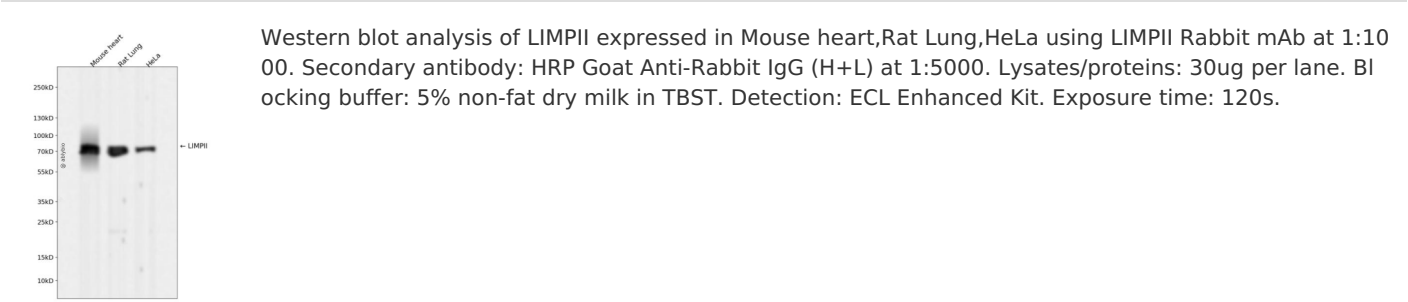 Mouse heart
Rat Lung
HeLa
250kD
130kD
100kD
70kD
55kD
35kD
25kD
15kD
10kD
@ ablybio
← LIMPII
Western blot analysis of LIMPII expressed in Mouse heart,Rat Lung,HeLa using LIMPII Rabbit mAb at 1:10
00. Secondary antibody: HRP Goat Anti-Rabbit IgG (H+L) at 1:5000. Lysates/proteins: 30ug per lane. Bl
ocking buffer: 5% non-fat dry milk in TBST. Detection: ECL Enhanced Kit. Exposure time: 120s.